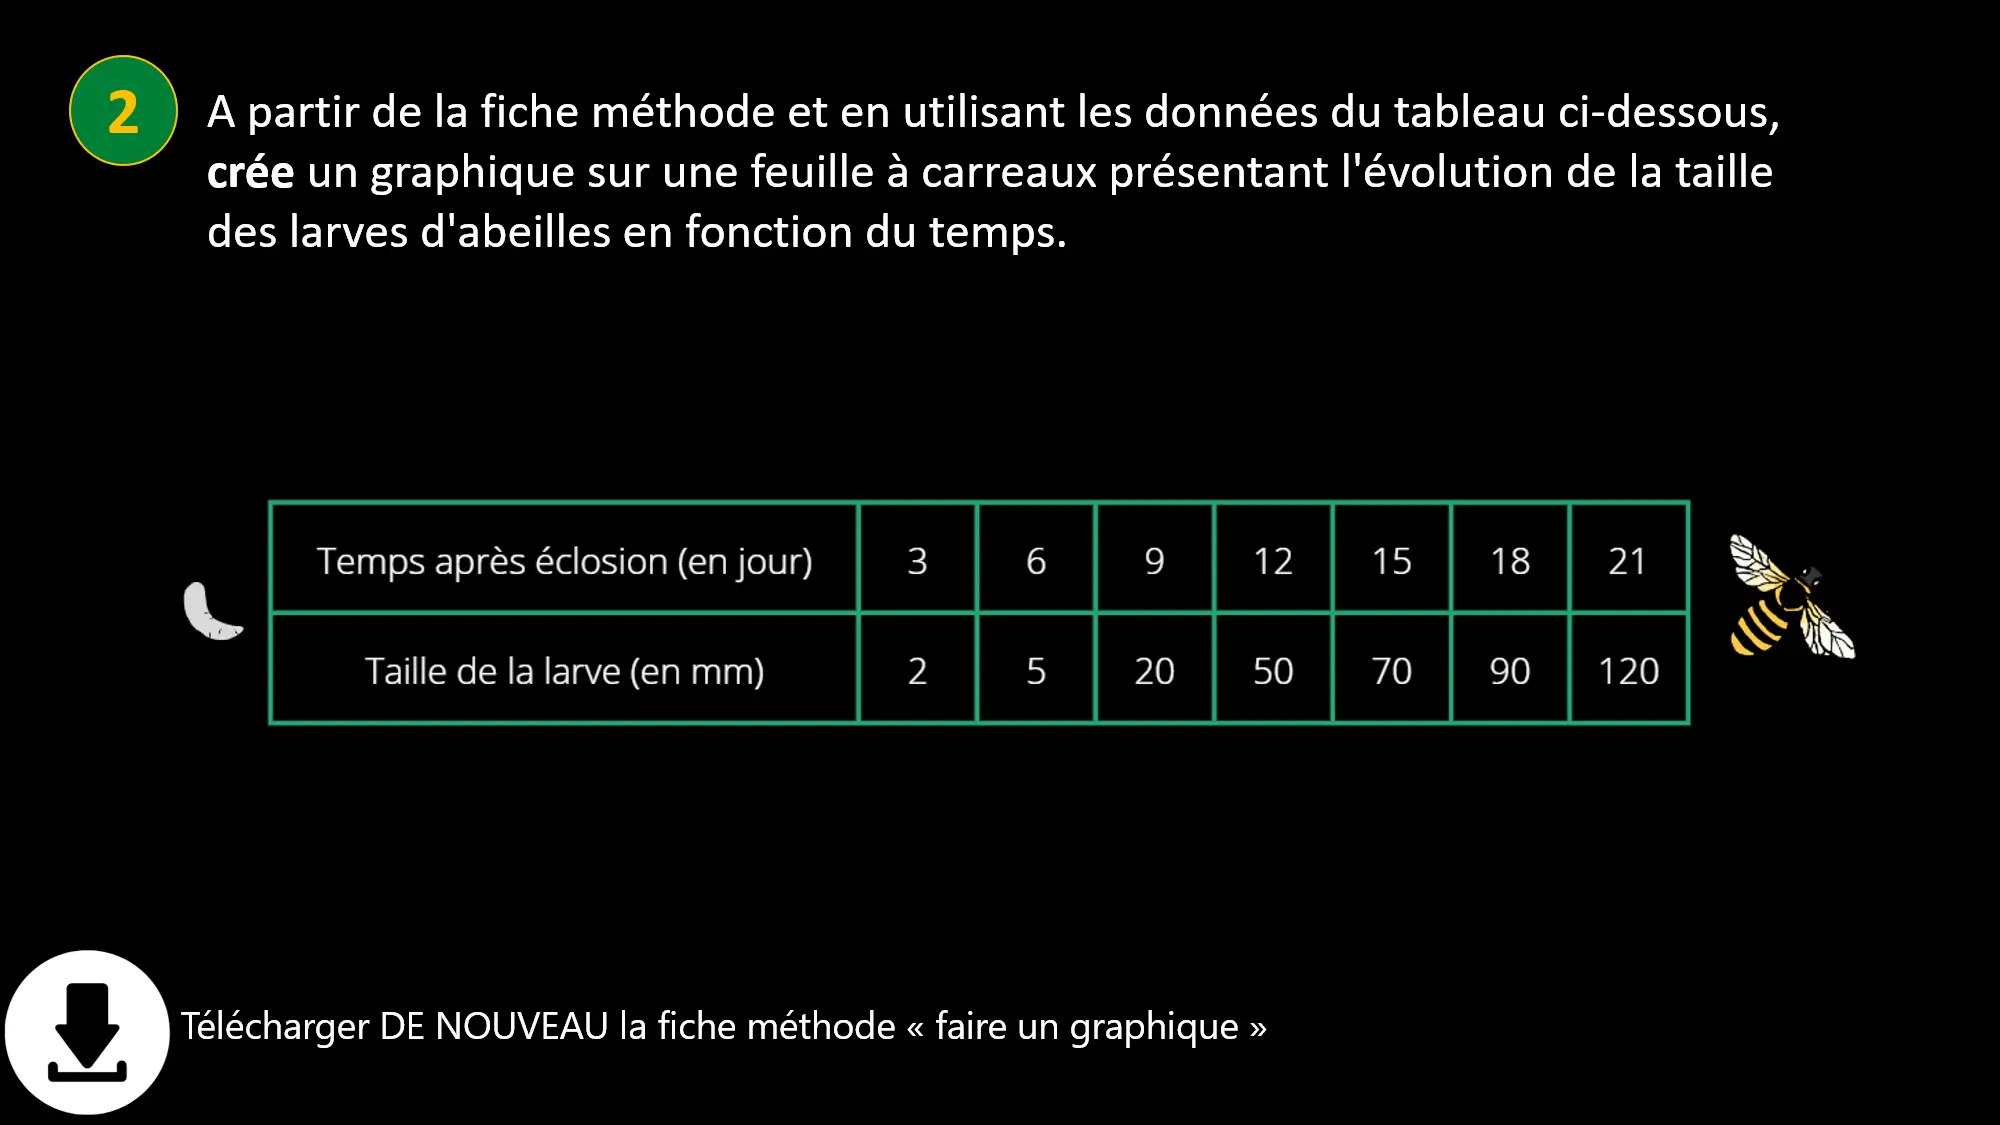 2
A partir de la fiche méthode et en utilisant les données du tableau ci-dessous,
crée un graphique sur une feuille à carreaux présentant l'évolution de la taille
des larves d'abeilles en fonction du temps.
Temps après éclosion (en jour) 3 6 9 12 15 18 21
Taille de la larve (en mm) 2 5 20 50 70 90 120
Télécharger DE NOUVEAU la fiche méthode « faire un graphique »